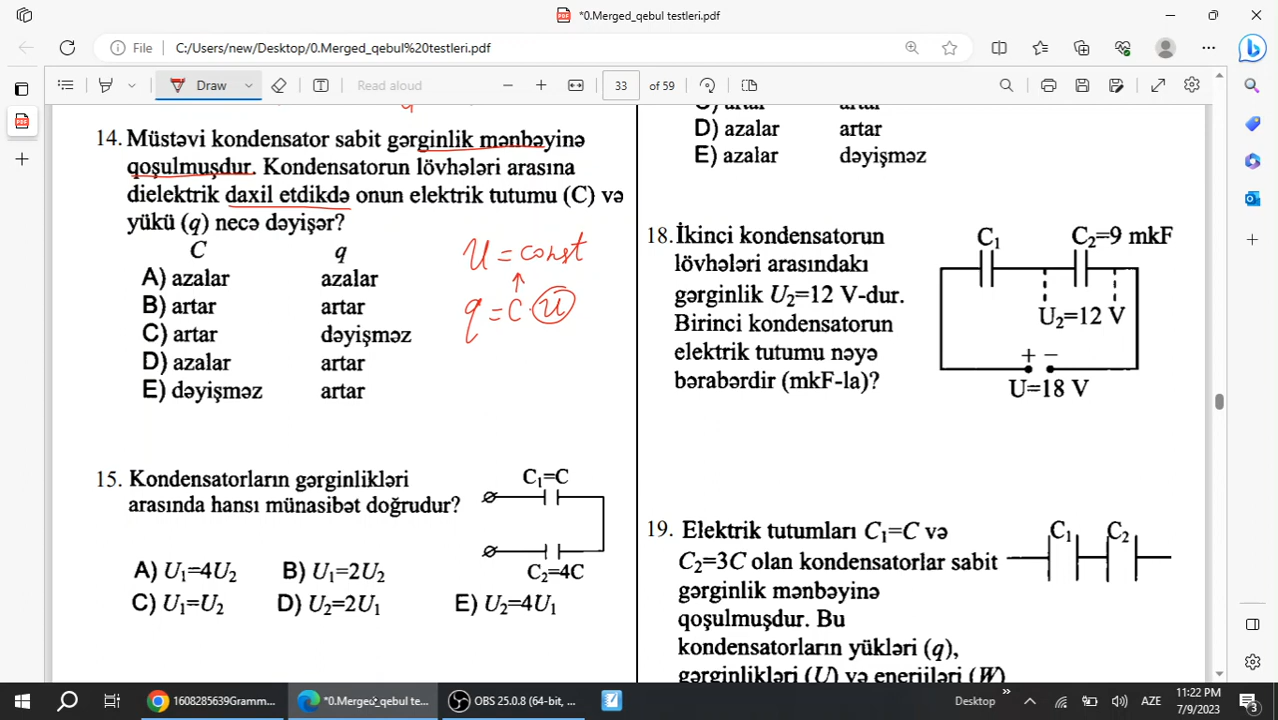 *0.Merged_qebul testleri.pdf
File
C:/Users/new/Desktop/0.Merged_qebul%20testleri.pdf
Draw
Read aloud
33
of 59
14. Müstəvi kondensator sabit gərginlik mənbəyinə
qoşulmuşdur. Kondensatorun lövhələri arasına
dielektrik daxil etdikdə onun elektrik tutumu (C) və
yükü (q) necə dəyişər?
C q
A) azalar azalar
B) artar artar
C) artar dəyişməz
D) azalar artar
E) dəyişməz artar
U = const
q = C·U
15. Kondensatorların gərginlikləri
arasında hansı münasibət doğrudur?
C₁=C
C₂=4C
A) U₁=4U₂ B) U₁=2U₂
C) U₁=U₂ D) U₂=2U₁ E) U₂=4U₁
D) azalar artar
E) azalar dəyişməz
18. İkinci kondensatorun
lövhələri arasındakı
gərginlik U₂=12 V-dur.
Birinci kondensatorun
elektrik tutumu nəyə
bərabərdir (mkF-la)?
C₁ C₂=9 mkF
U₂=12 V
+ −
U=18 V
19. Elektrik tutumları C₁=C və
C₂=3C olan kondensatorlar sabit
gərginlik mənbəyinə
qoşulmuşdur. Bu
kondensatorların yükləri (q),
gərginlikləri (U) və enerjiləri (W)
C₁ C₂
1608285639Gramm...
*0.Merged_qebul te...
OBS 25.0.8 (64-bit, ...
Desktop
AZE
11:22 PM
7/9/2023
3